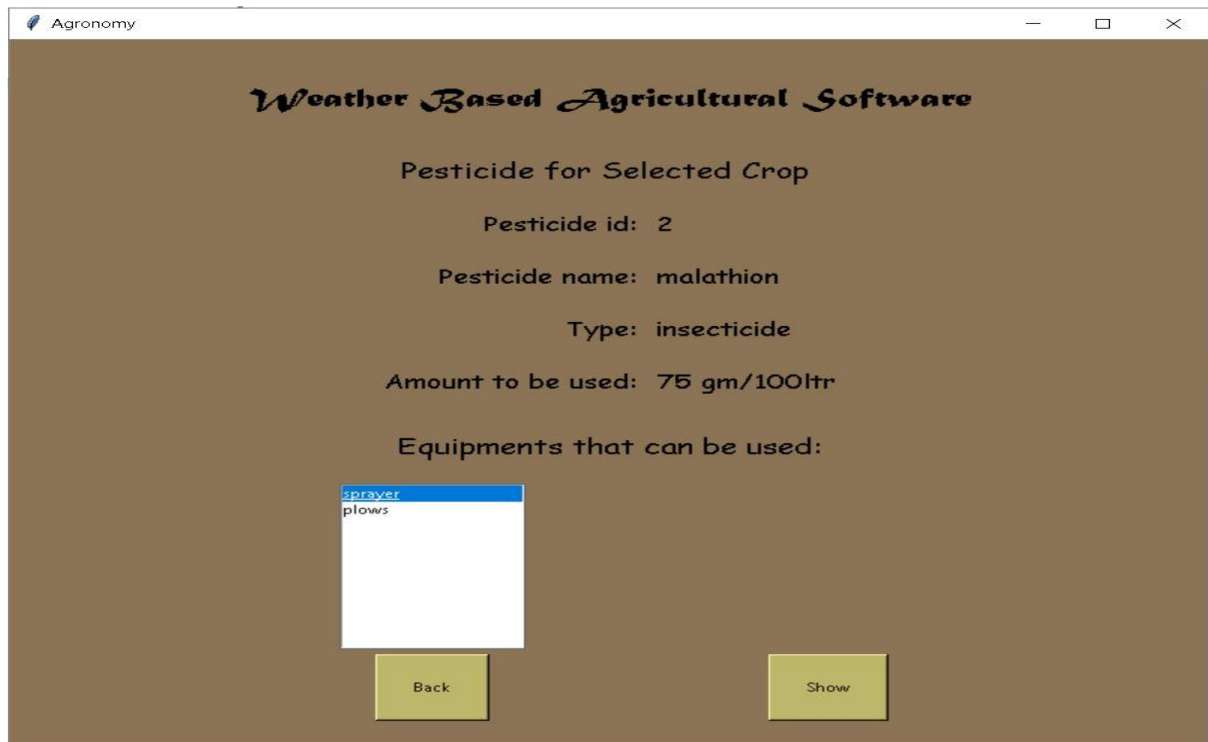 Agronomy
Weather Based Agricultural Software
Pesticide for Selected Crop
Pesticide id: 2
Pesticide name: malathion
Type: insecticide
Amount to be used: 75 gm/100ltr
Equipments that can be used:
sprayer
plows
Back Show